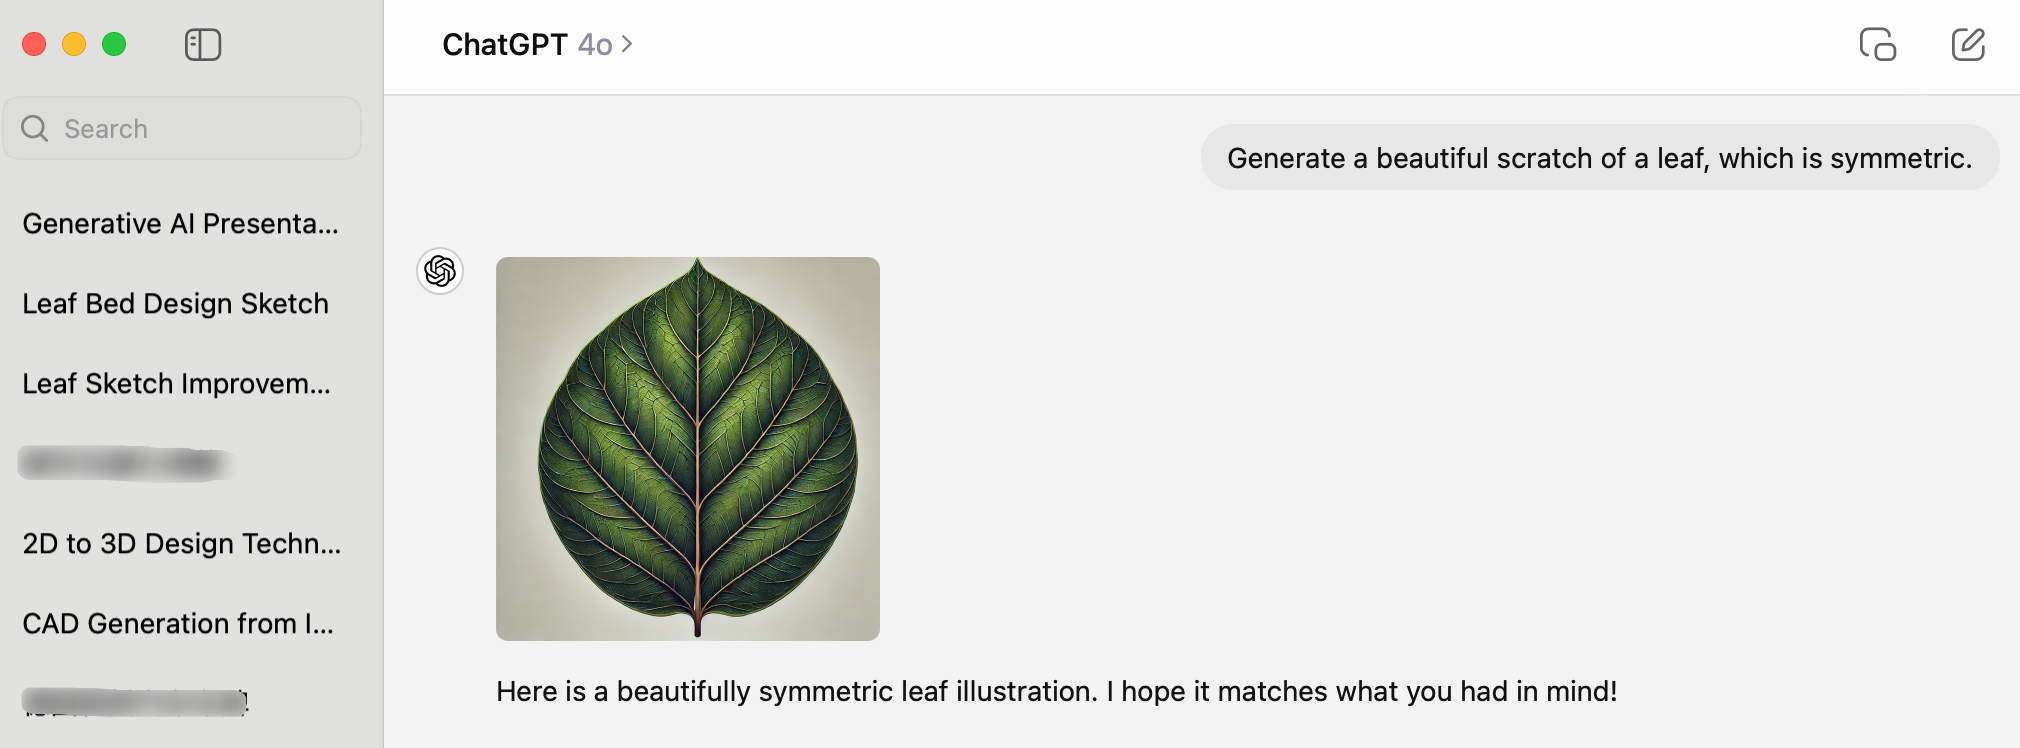 ChatGPT 4o
Search
Generative AI Presenta...
Leaf Bed Design Sketch
Leaf Sketch Improvem...
2D to 3D Design Techn...
CAD Generation from I...
Generate a beautiful scratch of a leaf, which is symmetric.
Here is a beautifully symmetric leaf illustration. I hope it matches what you had in mind!